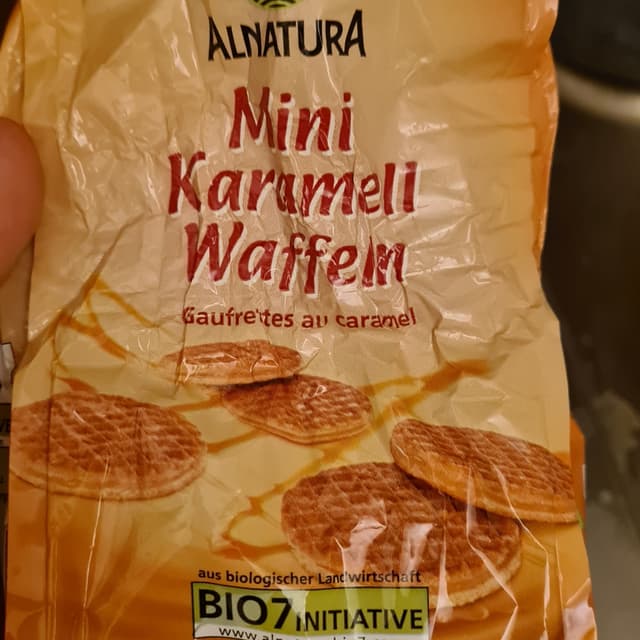 ALNATURA
Mini
Karamell
Waffeln
Gaufrettes au caramel
aus biologischer Landwirtschaft
BIO7 INITIATIVE